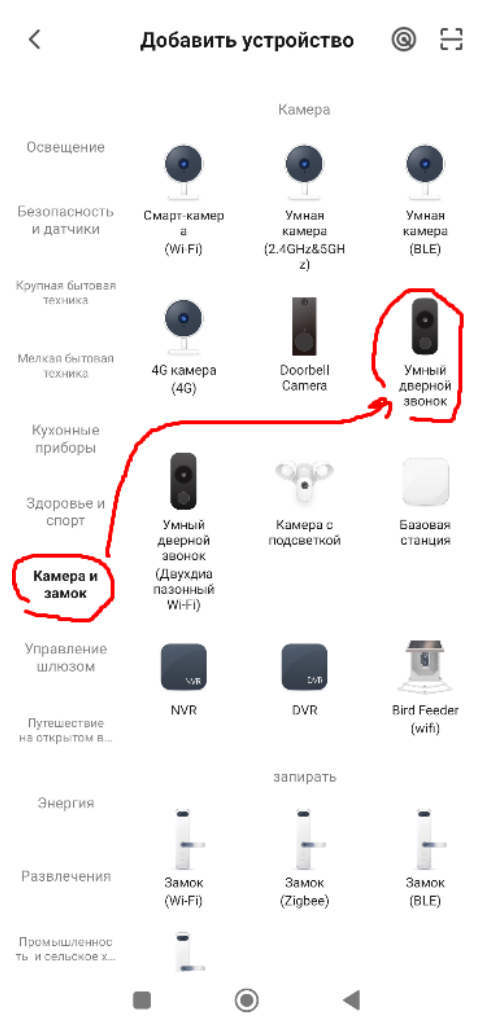 Добавить устройство
Камера
Освещение
Безопасность
и датчики
Крупная бытовая
техника
Мелкая бытовая
техника
Кухонные
приборы
Здоровье и
спорт
Камера и
замок
Управление
шлюзом
Путешествие
на открытом в...
Энергия
Развлечения
Промышленнос
ть и сельское х...
Смарт-камер
а
(Wi-Fi)
Умная
камера
(2.4GHz&5GH
z)
Умная
камера
(BLE)
4G камера
(4G)
Doorbell
Camera
Умный
дверной
звонок
Умный
дверной
звонок
(Двухдиа
пазонный
Wi-Fi)
Камера с
подсветкой
Базовая
станция
NVR
NVR
DVR
DVR
Bird Feeder
(wifi)
запирать
Замок
(Wi-Fi)
Замок
(Zigbee)
Замок
(BLE)